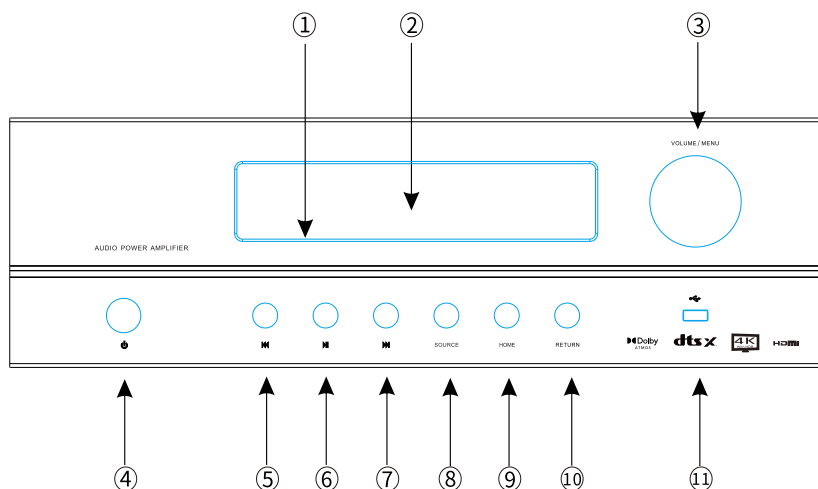 ① ② ③
VOLUME/MENU
AUDIO POWER AMPLIFIER
SOURCE HOME RETURN
Dolby dts X 4K HDMI
ATMOS
④ ⑤ ⑥ ⑦ ⑧ ⑨ ⑩ ⑪